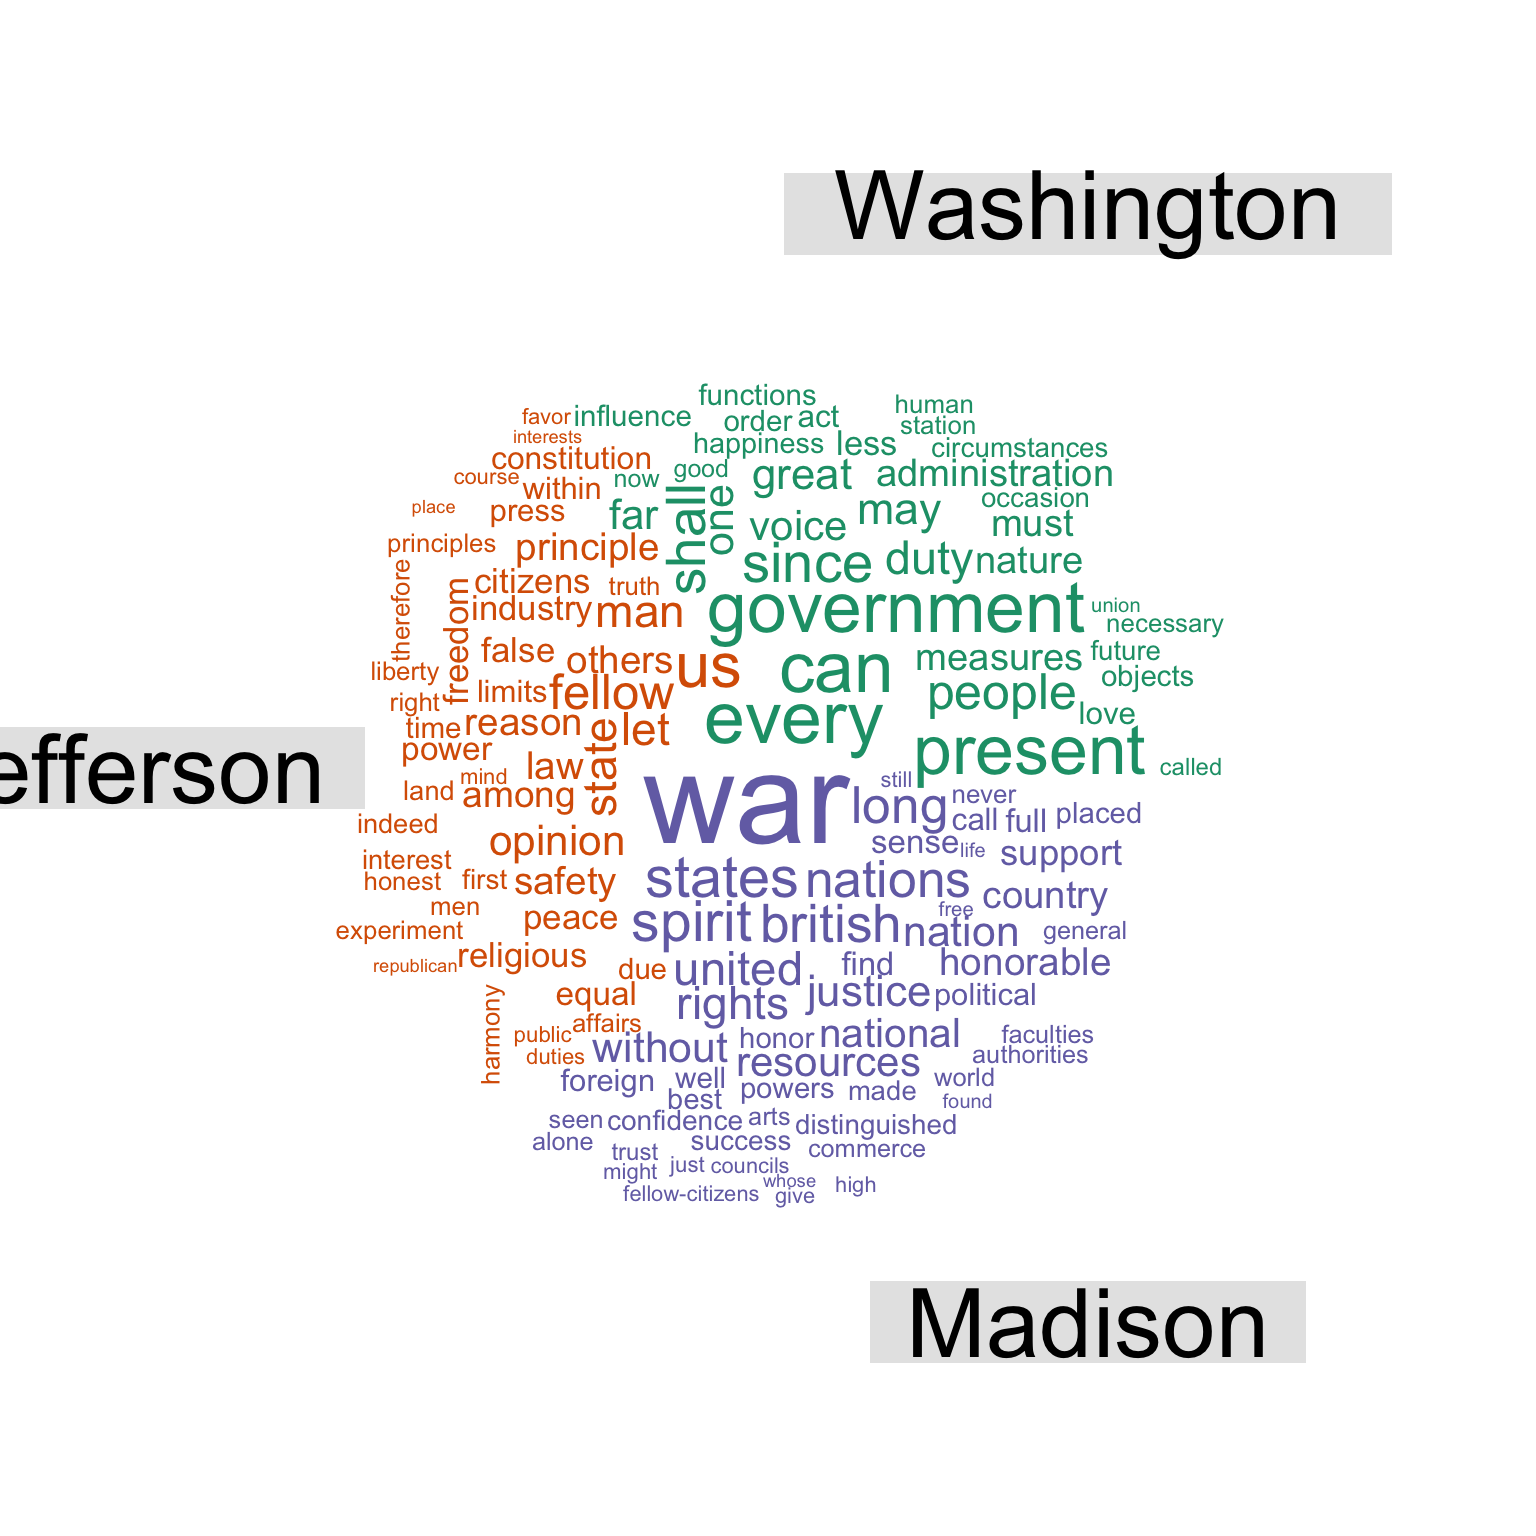 Washington
functions
human
favor influence
order act
station
interests
happiness less
circumstances
constitution
good
great administration
course
now
within
occasion
place
press
far
shall
one
voice
may
must
principles
principle
since
duty nature
therefore
freedom
citizens
truth
industry man
government
union
necessary
false
others us
can
measures future
liberty
limits fellow
people
objects
right
every
love
time reason
state
let
present
power
efferson
law
mind
war
still
called
land
among
long never
indeed
call full placed
opinion
sense life support
interest
honest
first safety
states nations
country
men
peace
spirit british
free
nation
general
experiment
religious
republican
due
united
find
honorable
harmony
equal
rights
justice political
affairs
public
without
honor national
faculties
duties
resources
authorities
foreign
well
powers
made
world
best
found
seen confidence arts
distinguished
alone
success
commerce
trust
might
just councils
whose
high
fellow-citizens
give
Madison